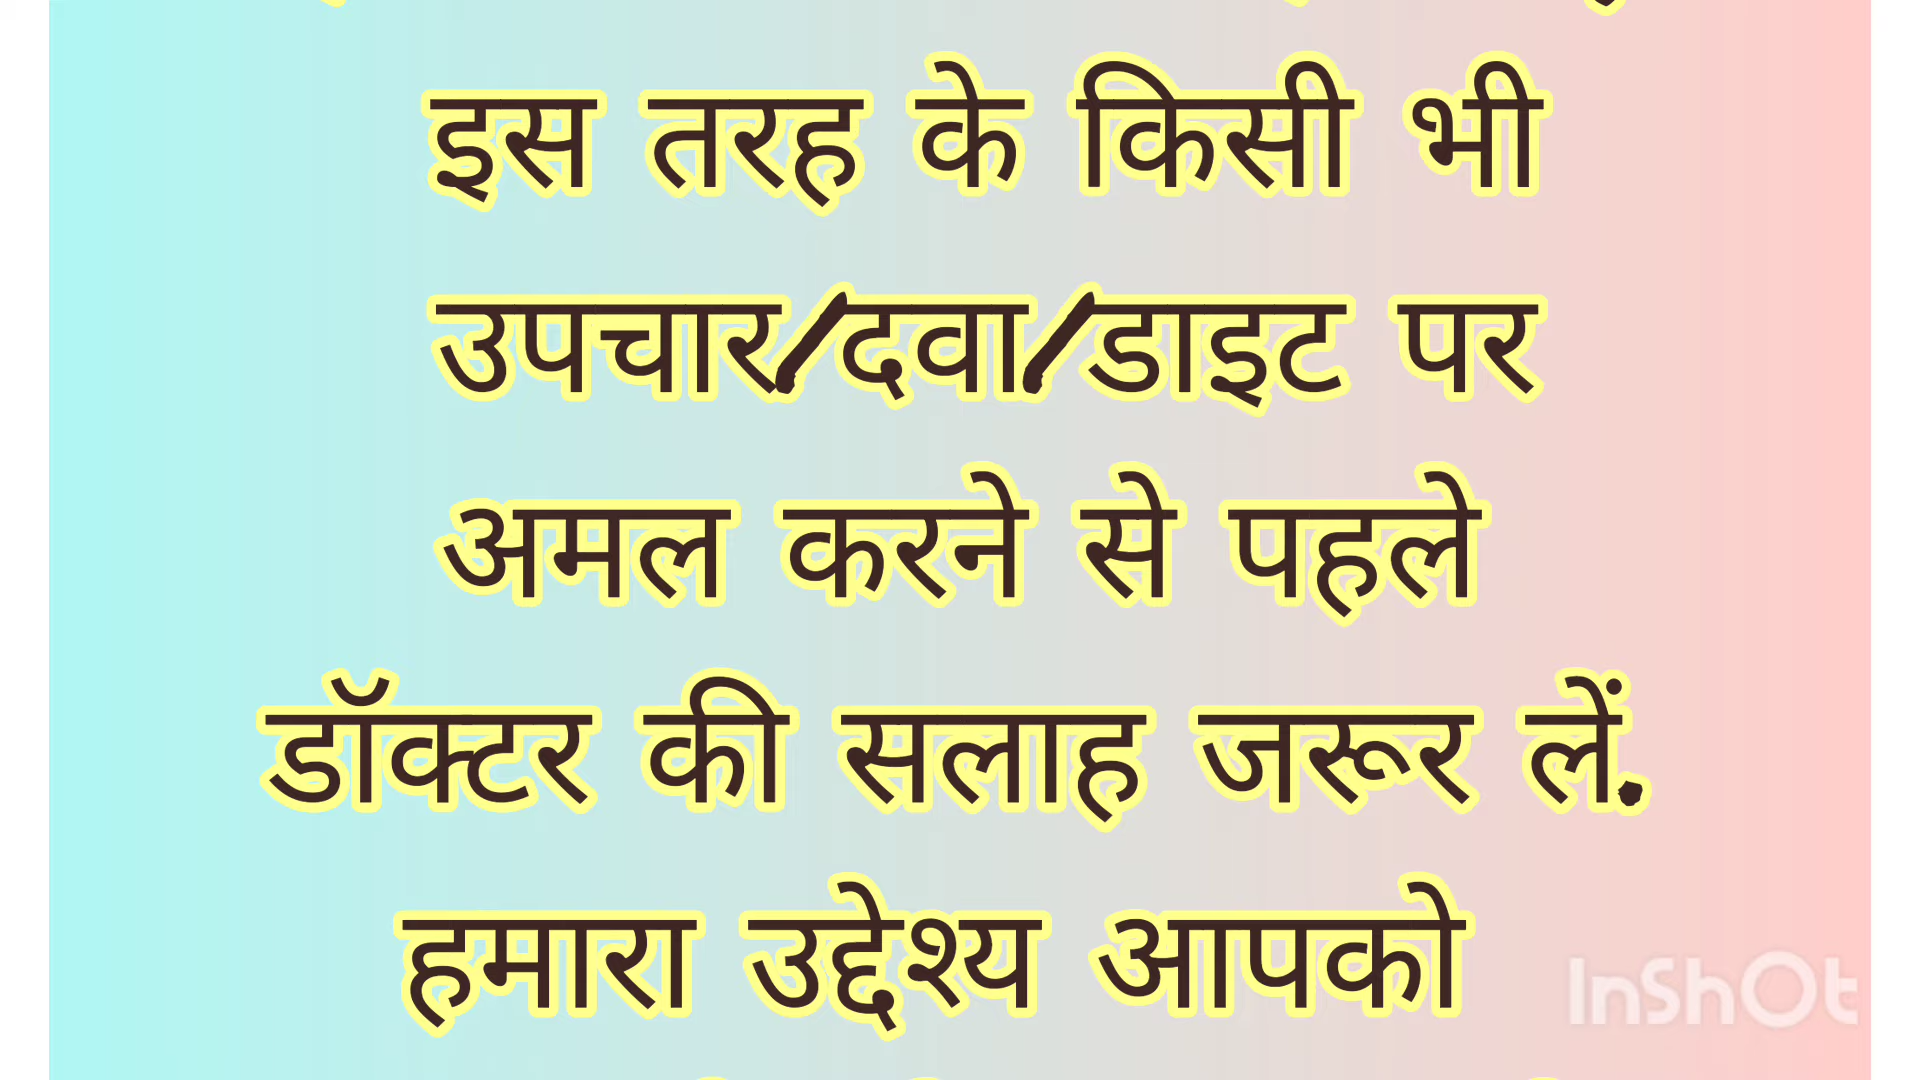 इस तरह के किसी भी
उपचार/दवा/डाइट पर
अमल करने से पहले
डॉक्टर की सलाह जरूर लें.
हमारा उद्देश्य आपको
InShOt